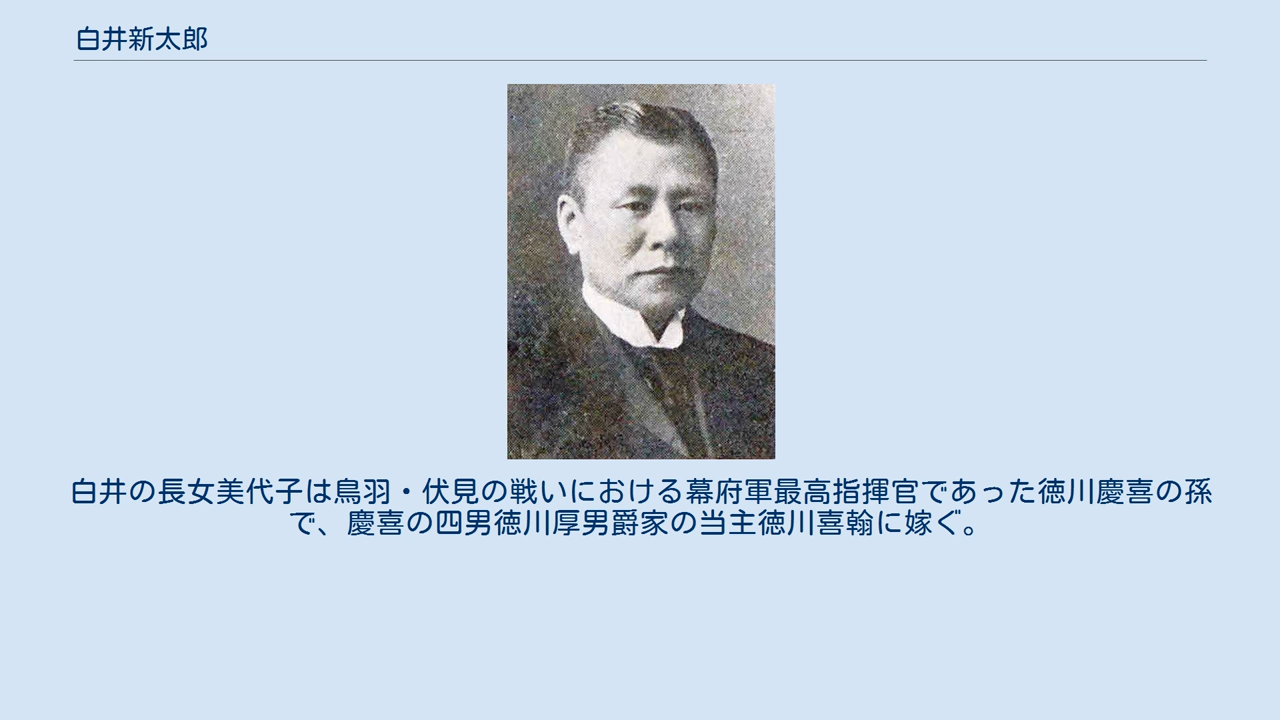 白井新太郎
白井の長女美代子は鳥羽・伏見の戦いにおける幕府軍最高指揮官であった徳川慶喜の孫
で、慶喜の四男徳川厚男爵家の当主徳川喜翰に嫁ぐ。